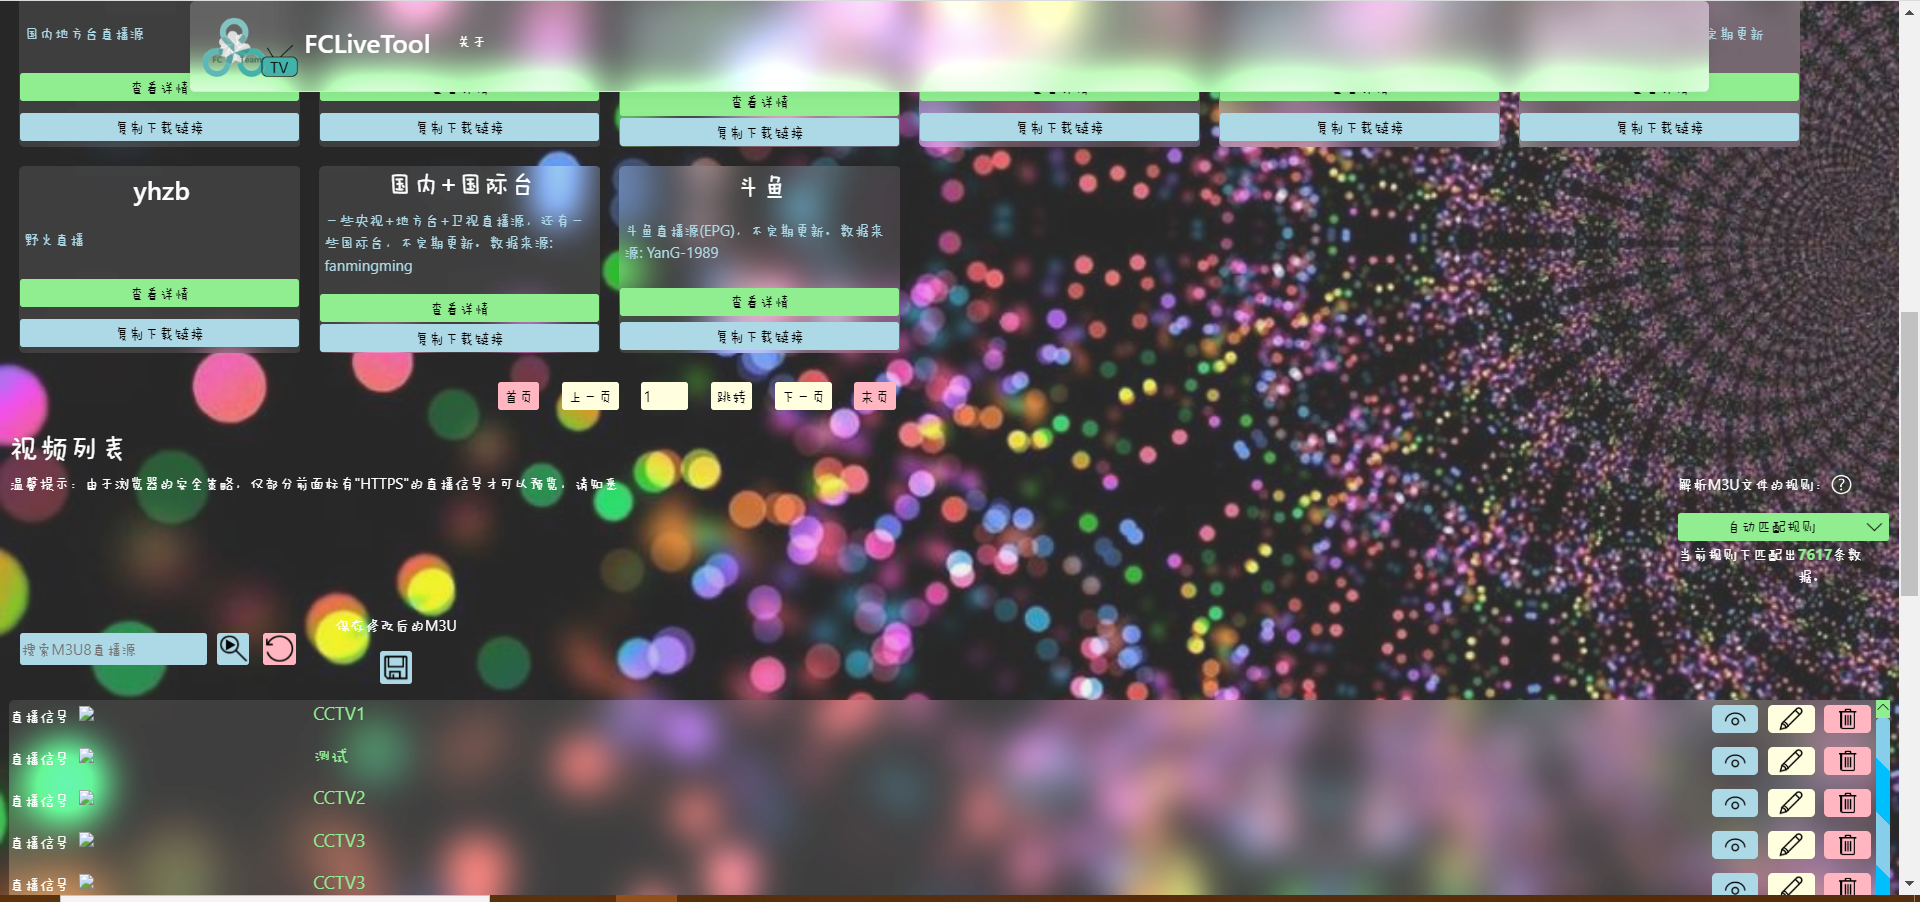 国内地方台直播源
FC Team
TV
FCLiveTool
关于
定期更新
查看详情
复制下载链接
复制下载链接
查看详情
复制下载链接
复制下载链接
复制下载链接
复制下载链接
yhzb
野火直播
查看详情
复制下载链接
国内+国际台
一些央视+地方台+卫视直播源，还有一
些国际台，不定期更新。数据来源:
fanmingming
查看详情
复制下载链接
斗鱼
斗鱼直播源(EPG)，不定期更新。数据来
源: YanG-1989
查看详情
复制下载链接
首页
上一页
1
跳转
下一页
末页
视频列表
温馨提示：由于浏览器的安全策略，仅部分前面标有"HTTPS"的直播信号才可以预览，请知悉
解析M3U文件的规则：
?
自动匹配规则
当前规则下匹配出7617条数
据。
保存修改后的M3U
搜索M3U8直播源
直播信号
CCTV1
直播信号
测试
直播信号
CCTV2
直播信号
CCTV3
直播信号
CCTV3